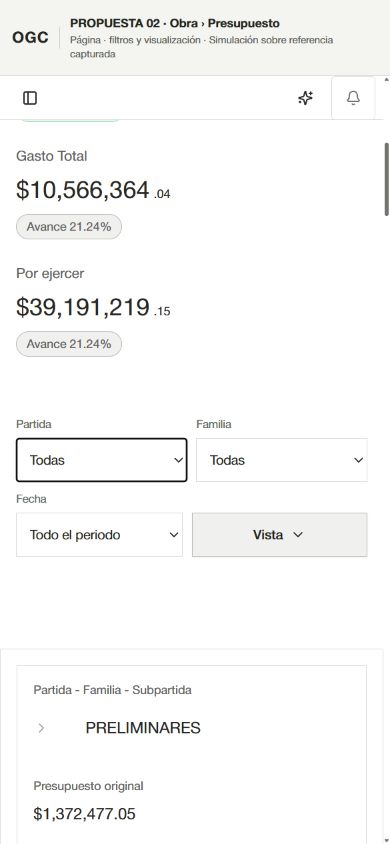 OGC
PROPUESTA 02 · Obra › Presupuesto
Página · filtros y visualización · Simulación sobre referencia
capturada
Gasto Total
$10,566,364 .04
Avance 21.24%
Por ejercer
$39,191,219 .15
Avance 21.24%
Partida
Familia
Todas
Todas
Fecha
Todo el periodo
Vista
Partida - Familia - Subpartida
PRELIMINARES
Presupuesto original
$1,372,477.05